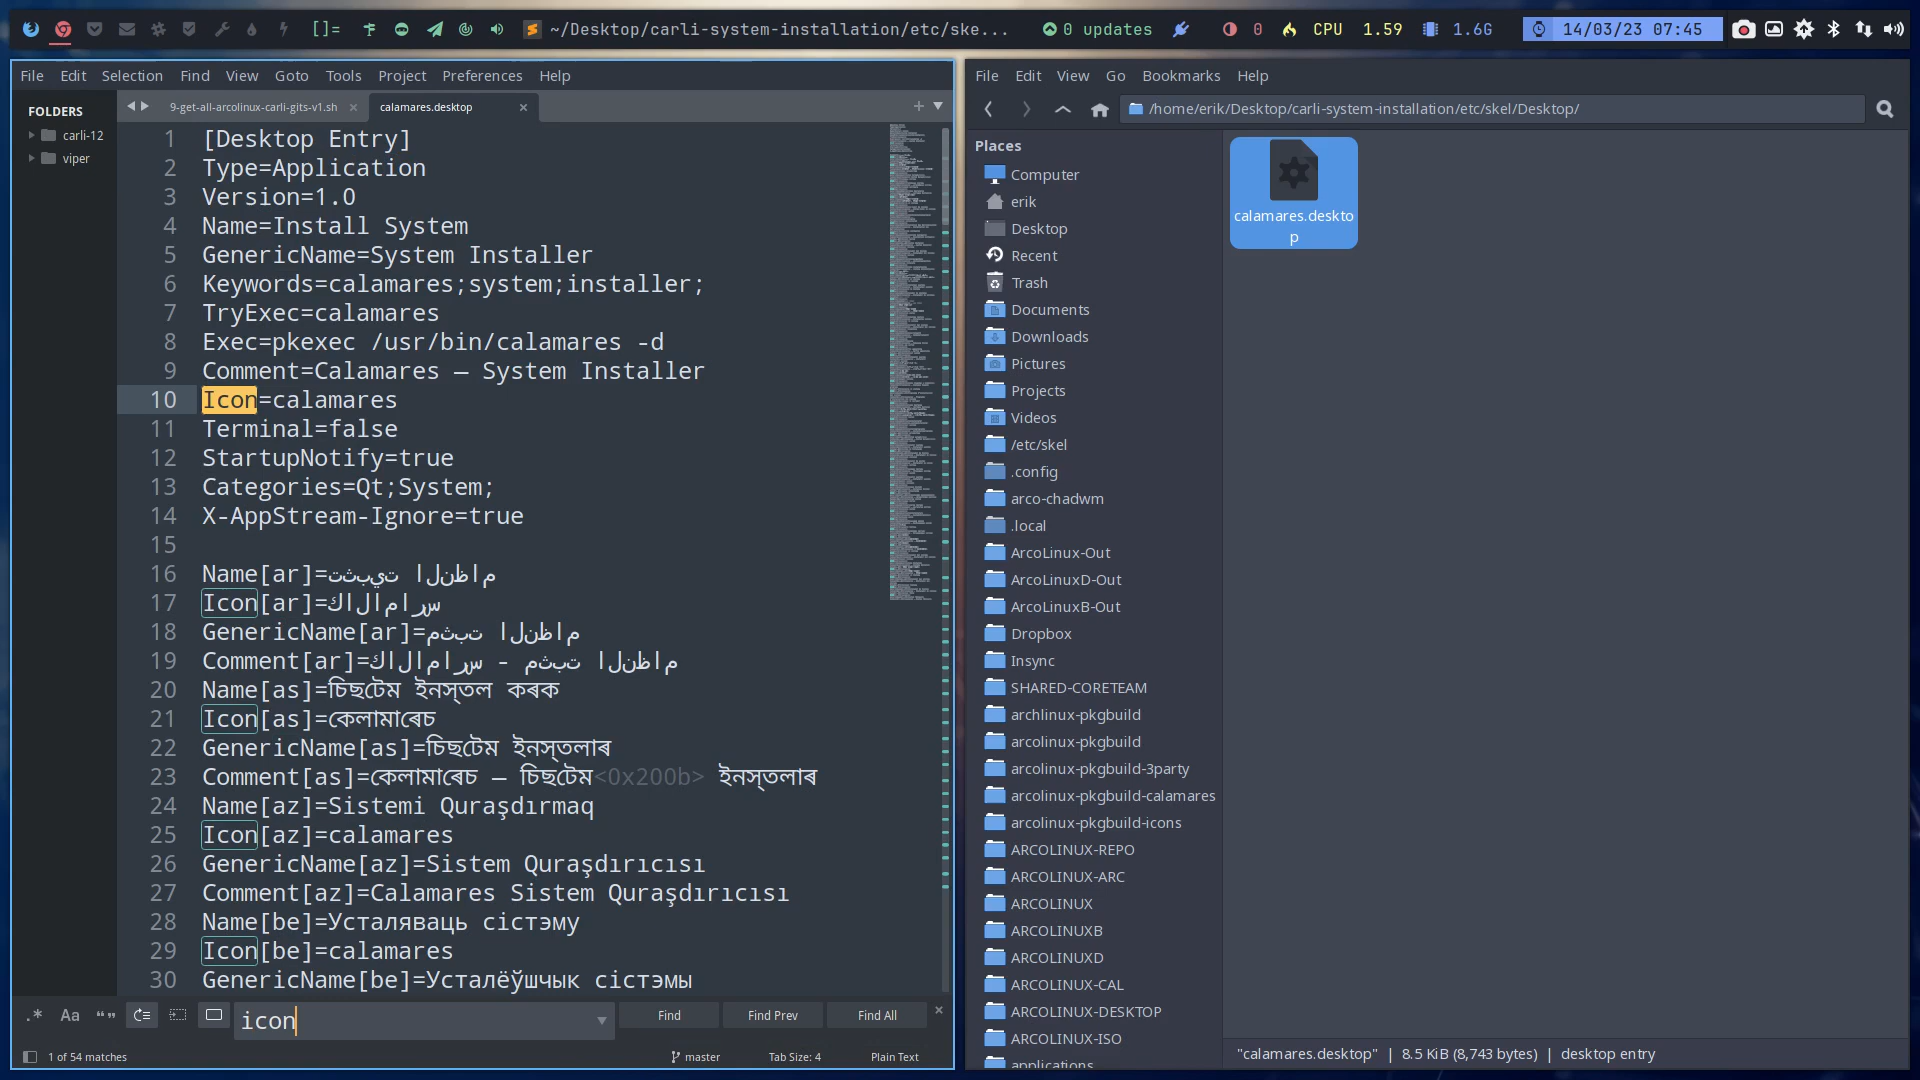 []=
~/Desktop/carli-system-installation/etc/ske...
0 updates
0
CPU 1.59
1.6G
14/03/23 07:45
File Edit Selection Find View Goto Tools Project Preferences Help
FOLDERS
carli-12
viper
9-get-all-arcolinux-carli-gits-v1.sh
calamares.desktop
1 [Desktop Entry]
2 Type=Application
3 Version=1.0
4 Name=Install System
5 GenericName=System Installer
6 Keywords=calamares;system;installer;
7 TryExec=calamares
8 Exec=pkexec /usr/bin/calamares -d
9 Comment=Calamares — System Installer
10 Icon=calamares
11 Terminal=false
12 StartupNotify=true
13 Categories=Qt;System;
14 X-AppStream-Ignore=true
15
16 Name[ar]=تثبيت النظام
17 Icon[ar]=كالامارس
18 GenericName[ar]=مثبت النظام
19 Comment[ar]=كالامارس - مثبت النظام
20 Name[as]=চিছটেম ইনস্তল কৰক
21 Icon[as]=কেলামাৰেচ
22 GenericName[as]=চিছটেম ইনস্তলাৰ
23 Comment[as]=কেলামাৰেচ — চিছটেম<0x200b> ইনস্তলাৰ
24 Name[az]=Sistemi Quraşdırmaq
25 Icon[az]=calamares
26 GenericName[az]=Sistem Quraşdırıcısı
27 Comment[az]=Calamares Sistem Quraşdırıcısı
28 Name[be]=Усталяваць сістэму
29 Icon[be]=calamares
30 GenericName[be]=Усталёўшчык сістэмы
.* Aa “” icon Find Find Prev Find All
1 of 54 matches master Tab Size: 4 Plain Text
File Edit View Go Bookmarks Help
/home/erik/Desktop/carli-system-installation/etc/skel/Desktop/
Places
Computer
erik
Desktop
Recent
Trash
Documents
Downloads
Pictures
Projects
Videos
/etc/skel
.config
arco-chadwm
.local
ArcoLinux-Out
ArcoLinuxD-Out
ArcoLinuxB-Out
Dropbox
Insync
SHARED-CORETEAM
archlinux-pkgbuild
arcolinux-pkgbuild
arcolinux-pkgbuild-3party
arcolinux-pkgbuild-calamares
arcolinux-pkgbuild-icons
ARCOLINUX-REPO
ARCOLINUX-ARC
ARCOLINUX
ARCOLINUXB
ARCOLINUXD
ARCOLINUX-CAL
ARCOLINUX-DESKTOP
ARCOLINUX-ISO
applications
calamares.deskto
p
"calamares.desktop" | 8.5 KiB (8,743 bytes) | desktop entry